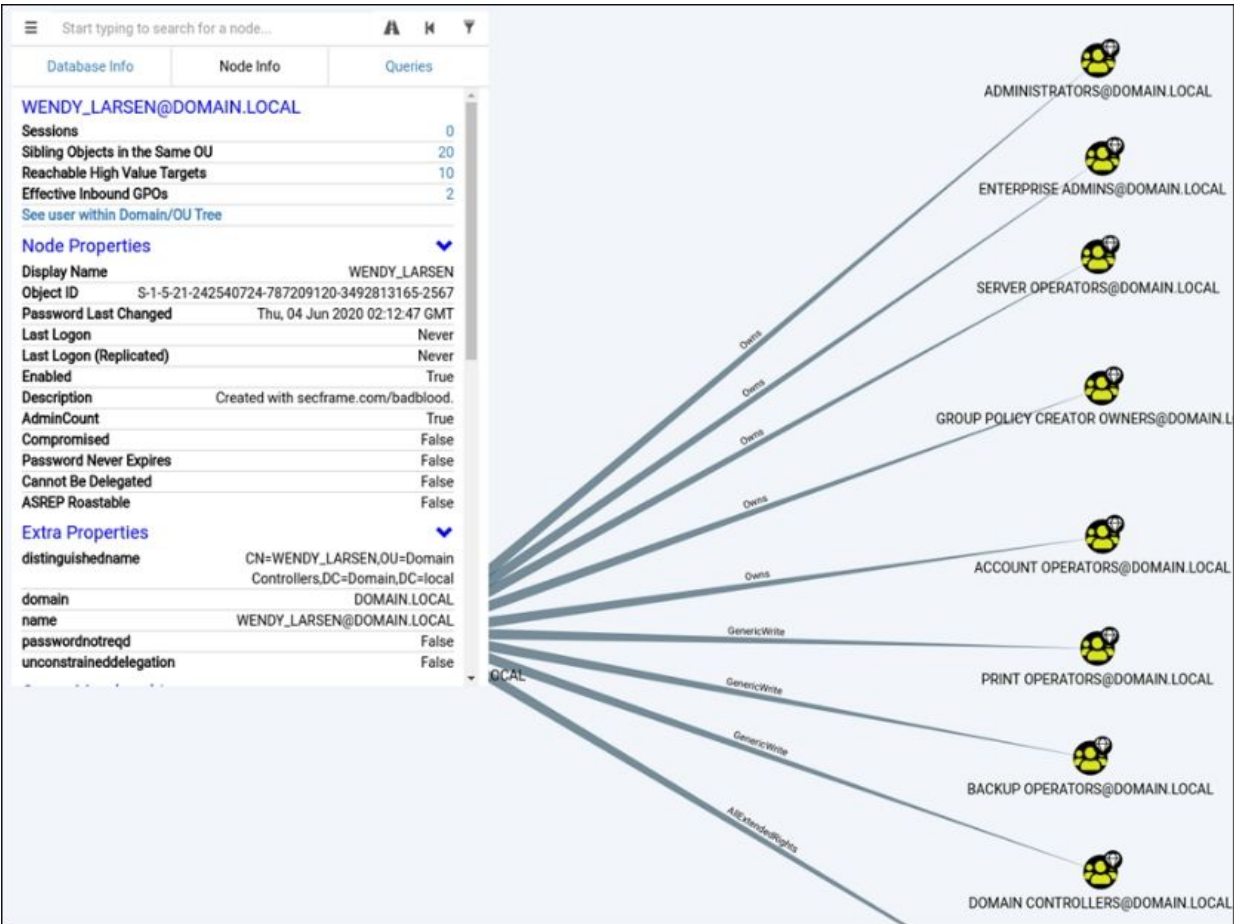 Start typing to search for a node...
Database Info Node Info Queries
WENDY_LARSEN@DOMAIN.LOCAL
Sessions 0
Sibling Objects in the Same OU 20
Reachable High Value Targets 10
Effective Inbound GPOs 2
See user within Domain/OU Tree
Node Properties
Display Name WENDY_LARSEN
Object ID S-1-5-21-242540724-787209120-3492813165-2567
Password Last Changed Thu, 04 Jun 2020 02:12:47 GMT
Last Logon Never
Last Logon (Replicated) Never
Enabled True
Description Created with secframe.com/badblood.
AdminCount True
Compromised False
Password Never Expires False
Cannot Be Delegated False
ASREP Roastable False
Extra Properties
distinguishedname CN=WENDY_LARSEN,OU=Domain
Controllers,DC=Domain,DC=local
domain DOMAIN.LOCAL
name WENDY_LARSEN@DOMAIN.LOCAL
passwordnotreqd False
unconstraineddelegation False
OCAL
Owns
Owns
Owns
Owns
Owns
GenericWrite
GenericWrite
GenericWrite
AllExtendedRights
ADMINISTRATORS@DOMAIN.LOCAL
ENTERPRISE ADMINS@DOMAIN.LOCAL
SERVER OPERATORS@DOMAIN.LOCAL
GROUP POLICY CREATOR OWNERS@DOMAIN.L
ACCOUNT OPERATORS@DOMAIN.LOCAL
PRINT OPERATORS@DOMAIN.LOCAL
BACKUP OPERATORS@DOMAIN.LOCAL
DOMAIN CONTROLLERS@DOMAIN.LOCAL